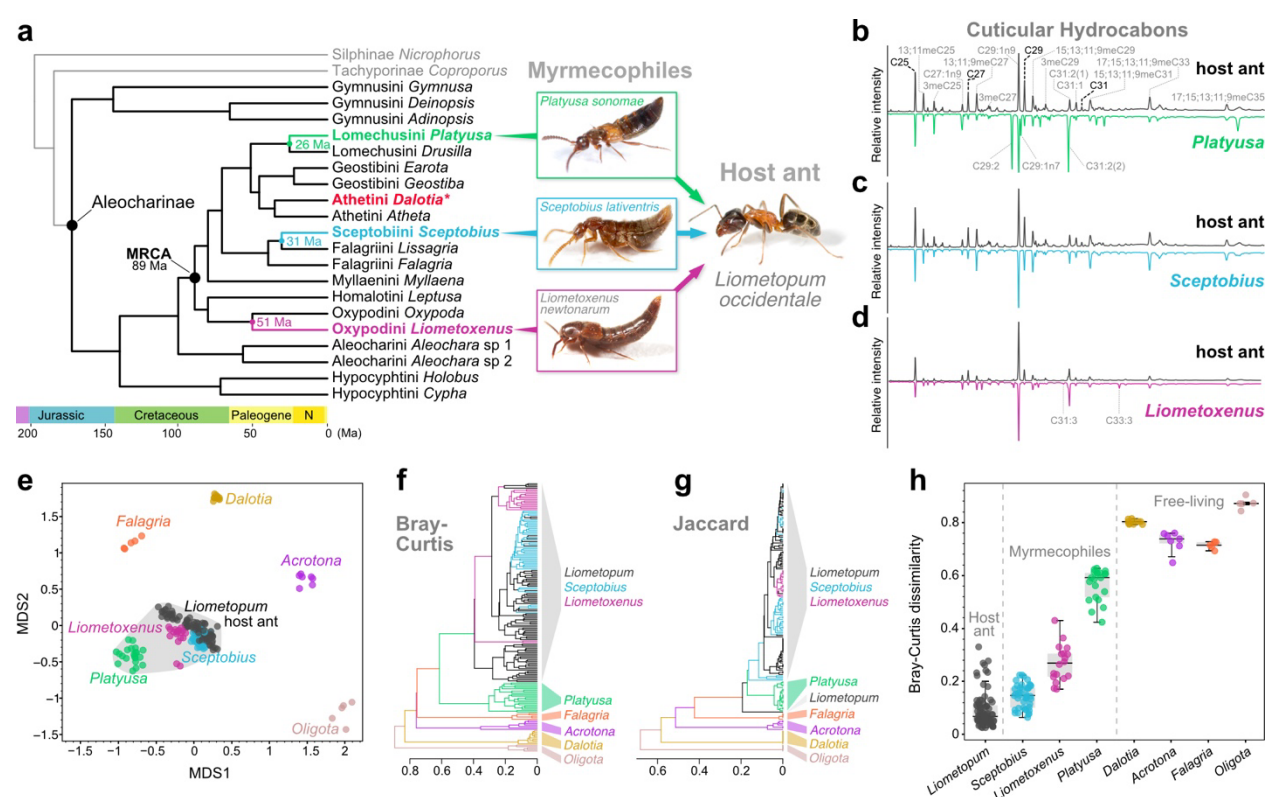 a
Silphinae Nicrophorus
Tachyporinae Coproporus
Gymnusini Gymnusa
Gymnusini Deinopsis
Gymnusini Adinopsis
Lomechusini Platyusa
26 Ma
Lomechusini Drusilla
Geostibini Earota
Geostibini Geostiba
Athetini Dalotia*
Athetini Atheta
Sceptobiini Sceptobius
31 Ma
Falagriini Lissagria
Falagriini Falagria
Myllaenini Myllaena
Homalotini Leptusa
Oxypodini Oxypoda
51 Ma
Oxypodini Liometoxenus
Aleocharini Aleochara sp 1
Aleocharini Aleochara sp 2
Hypocyphtini Holobus
Hypocyphtini Cypha
Aleocharinae
MRCA
89 Ma
Jurassic Cretaceous Paleogene N
200 150 100 50 0 (Ma)
Myrmecophiles
Platyusa sonomae
Sceptobius lativentris
Liometoxenus
newtonarum
Host ant
Liometopum
occidentale
Cuticular Hydrocabons
b
13;11meC25
C25
C27:1n9
3meC25
13;11;9meC27
C27
3meC27
C29:1n9
C29
15;13;11;9meC29
3meC29
C31:2(1)
C31:1
C31
17;15;13;11;9meC33
15;13;11;9meC31
17;15;13;11;9meC35
host ant
Relative intensity
Platyusa
C29:2
C29:1n7
C31:2(2)
c
host ant
Relative intensity
Sceptobius
d
host ant
Relative intensity
Liometoxenus
C31:3
C33:3
e
Dalotia
Falagria
Acrotona
Liometopum
host ant
Liometoxenus
Sceptobius
Platyusa
Oligota
MDS2
1.5
1
0.5
0
−0.5
−1
−1.5
−1.5 −1 −0.5 0 0.5 1 1.5 2
MDS1
f
Bray-
Curtis
Liometopum
Sceptobius
Liometoxenus
Platyusa
Falagria
Acrotona
Dalotia
Oligota
0.8 0.6 0.4 0.2 0
g
Jaccard
Liometopum
Sceptobius
Liometoxenus
Platyusa
Liometopum
Falagria
Acrotona
Dalotia
Oligota
0.6 0.4 0.2 0
h
Bray-Curtis dissimilarity
0.8
0.6
0.4
0.2
0
Host
ant
Myrmecophiles
Free-living
Liometopum
Sceptobius
Liometoxenus
Platyusa
Dalotia
Acrotona
Falagria
Oligota